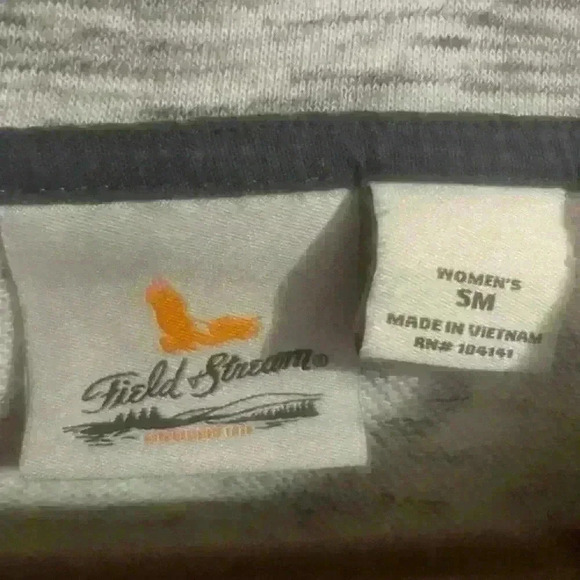 Field & Stream®
WOMEN'S
SM
MADE IN VIETNAM
RN# 104141